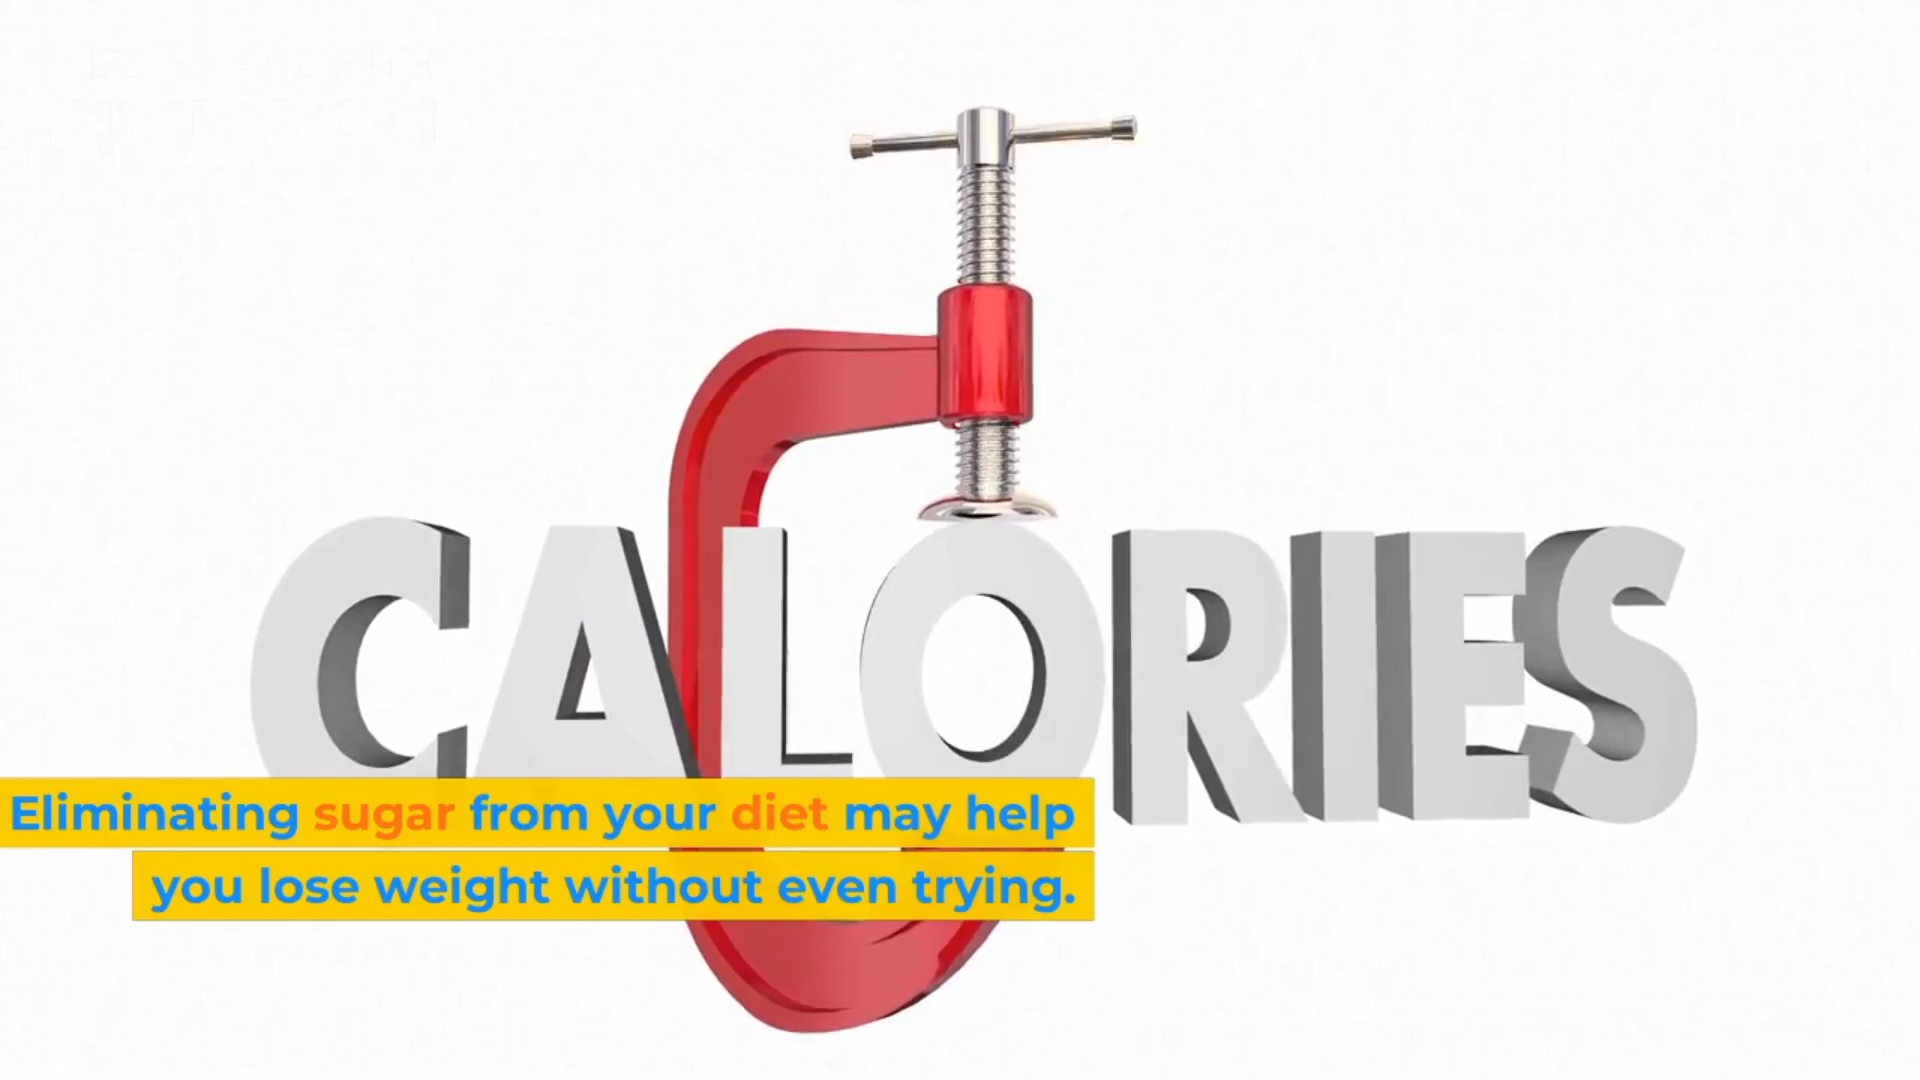 CALORIES
Eliminating sugar from your diet may help
you lose weight without even trying.